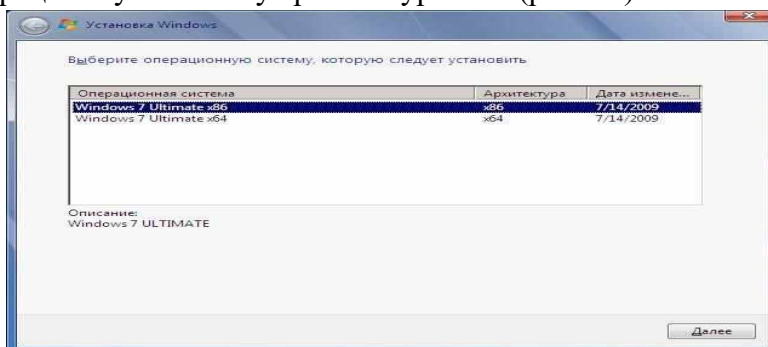 Установка Windows
Выберите операционную систему, которую следует установить
Операционная система Архитектура Дата измене...
Windows 7 Ultimate x86 x86 7/14/2009
Windows 7 Ultimate x64 x64 7/14/2009
Описание:
Windows 7 ULTIMATE
Далее